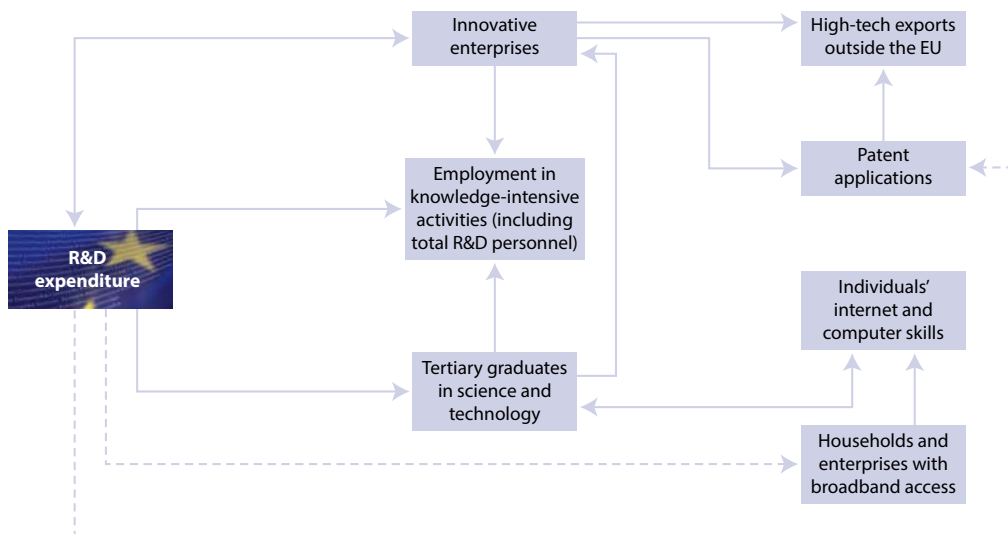 Innovative
enterprises
High-tech exports
outside the EU
Employment in
knowledge-intensive
activities (including
total R&D personnel)
Patent
applications
R&D
expenditure
Individuals’
internet and
computer skills
Tertiary graduates
in science and
technology
Households and
enterprises with
broadband access